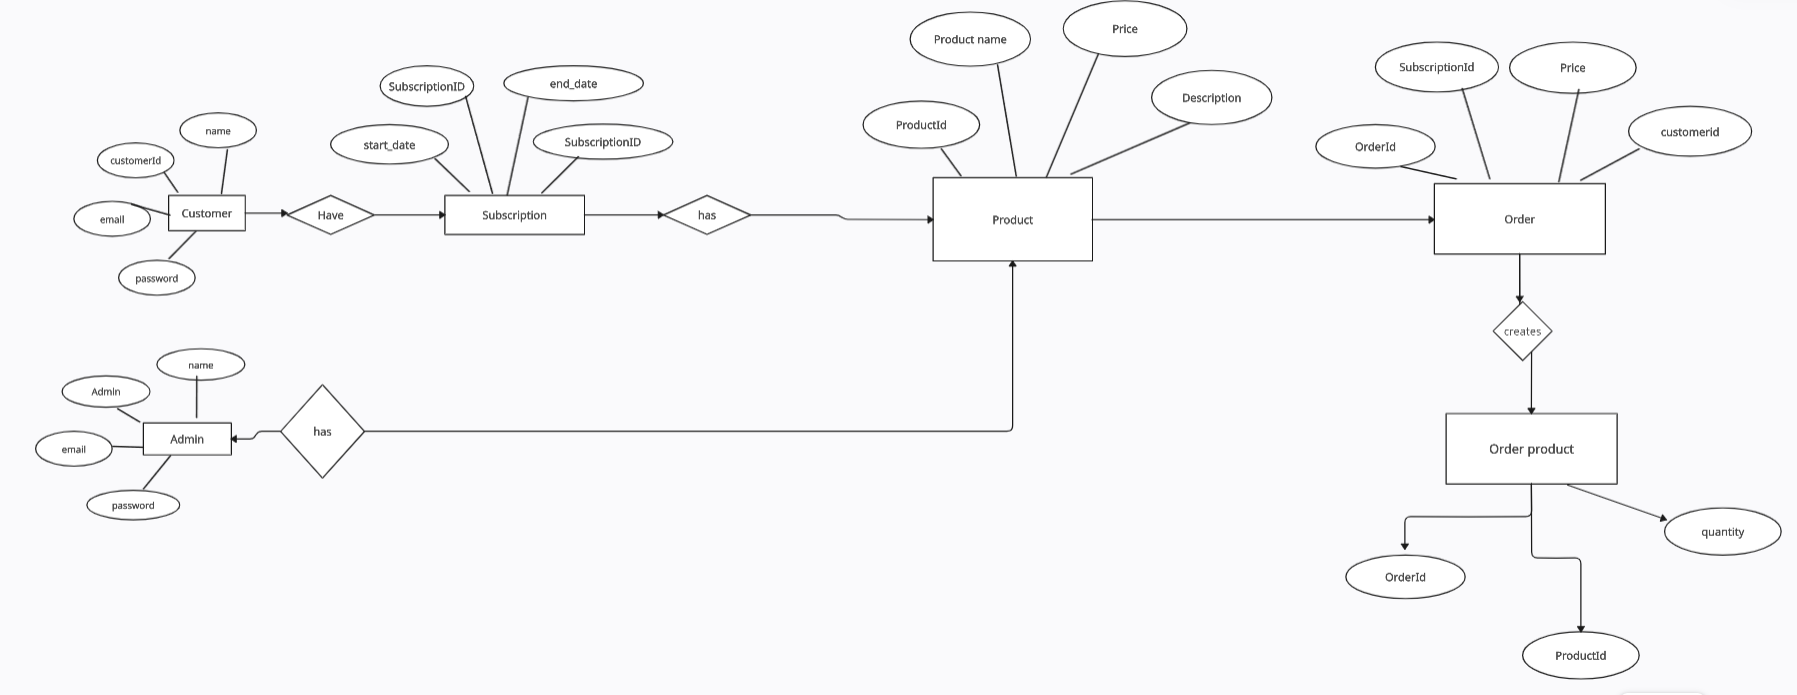 Product name
Price
Description
ProductId
SubscriptionId
Price
customerid
OrderId
SubscriptionID
end_date
start_date
SubscriptionID
name
customerId
email
password
Customer
Have
Subscription
has
Product
Order
creates
Order product
quantity
OrderId
ProductId
name
Admin
email
password
Admin
has